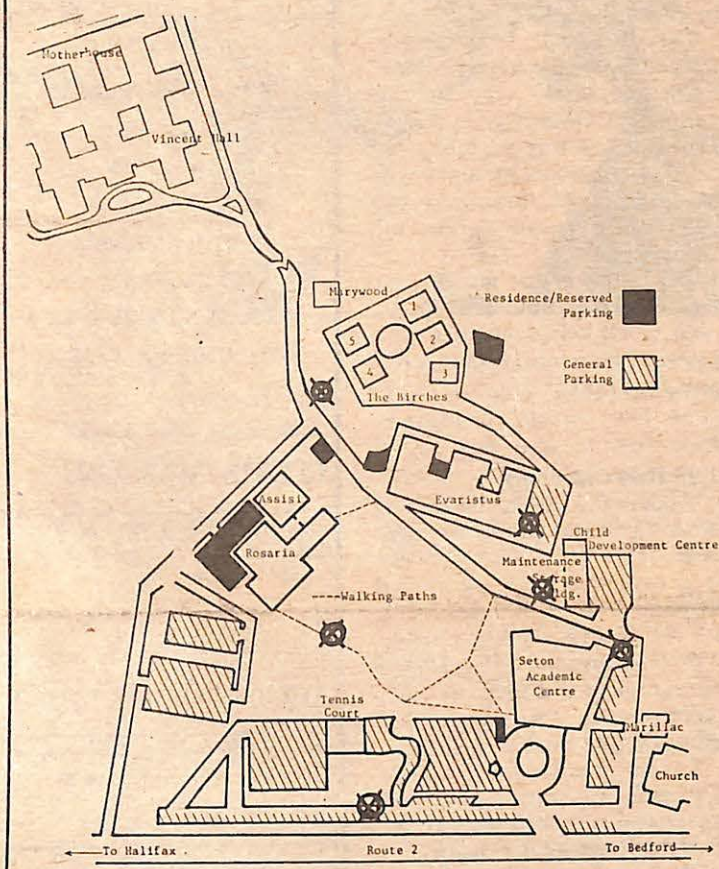 Motherhouse
Vincent Hall
Marywood
1
2
3
4
5
The Birches
Residence/Reserved
Parking
General
Parking
Assisi
Rosaria
Evaristus
Child
Development Centre
Maintenance
Storage
Bldg.
----Walking Paths
Seton
Academic
Centre
Tennis
Court
Marillac
Church
To Halifax .
Route 2
To Bedford